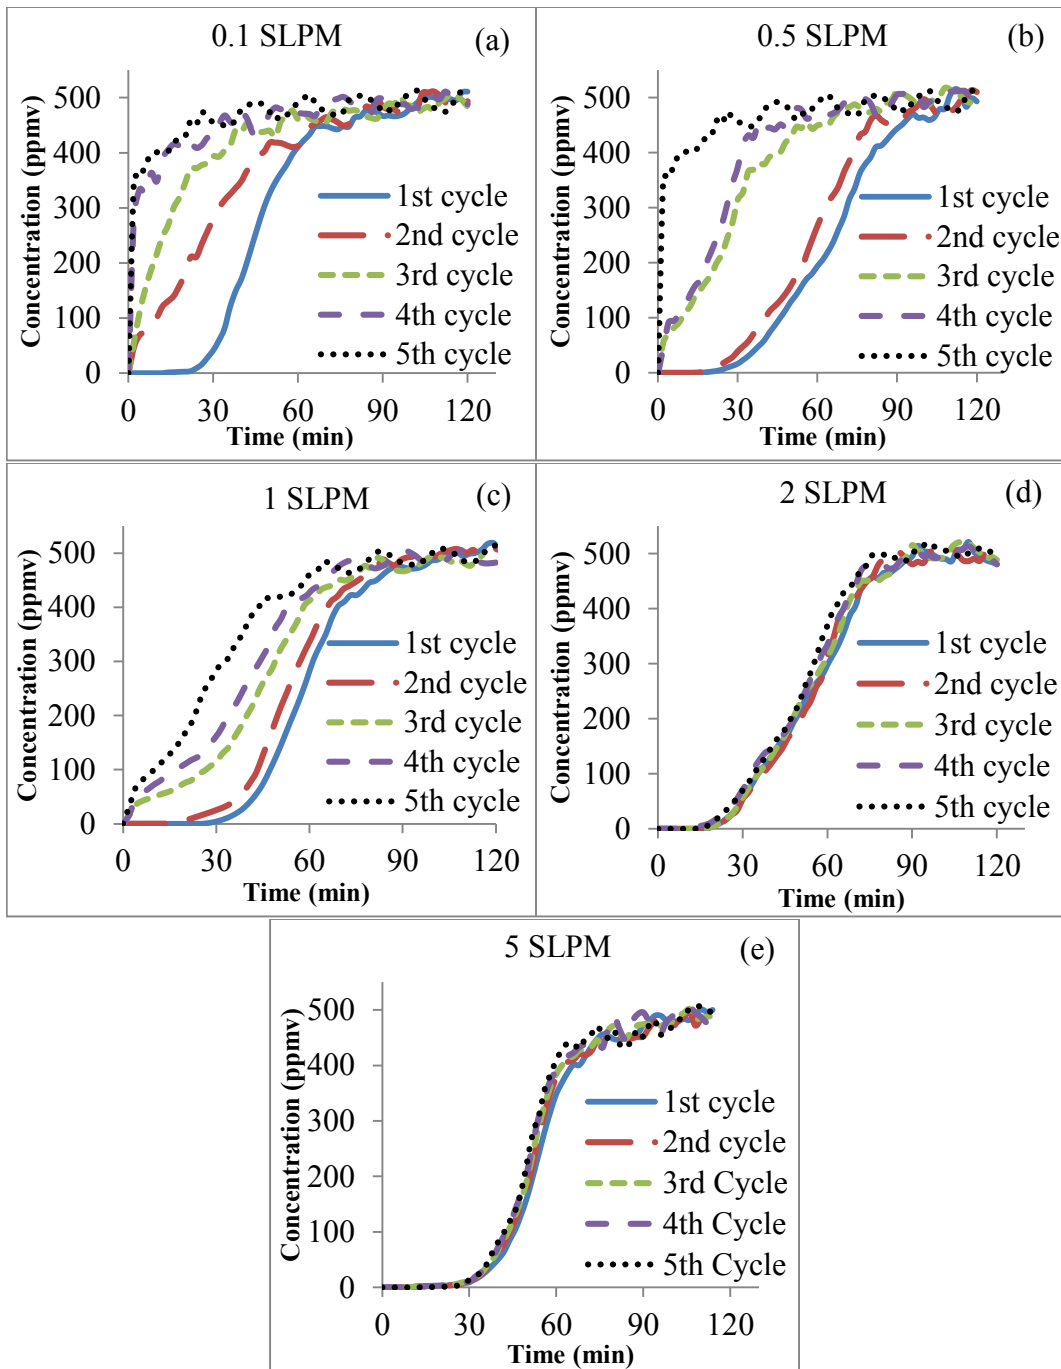 0.1 SLPM
(a)
Concentration (ppmv)
500
400
300
200
100
0
1st cycle
2nd cycle
3rd cycle
4th cycle
5th cycle
0 30 60 90 120
Time (min)
0.5 SLPM
(b)
Concentration (ppmv)
500
400
300
200
100
0
1st cycle
2nd cycle
3rd cycle
4th cycle
5th cycle
0 30 60 90 120
Time (min)
1 SLPM
(c)
Concentration (ppmv)
500
400
300
200
100
0
1st cycle
2nd cycle
3rd cycle
4th cycle
5th cycle
0 30 60 90 120
Time (min)
2 SLPM
(d)
Concentration (ppmv)
500
400
300
200
100
0
1st cycle
2nd cycle
3rd cycle
4th cycle
5th cycle
0 30 60 90 120
Time (min)
5 SLPM
(e)
Concentration (ppmv)
500
400
300
200
100
0
1st cycle
2nd cycle
3rd Cycle
4th Cycle
5th Cycle
0 30 60 90 120
Time (min)